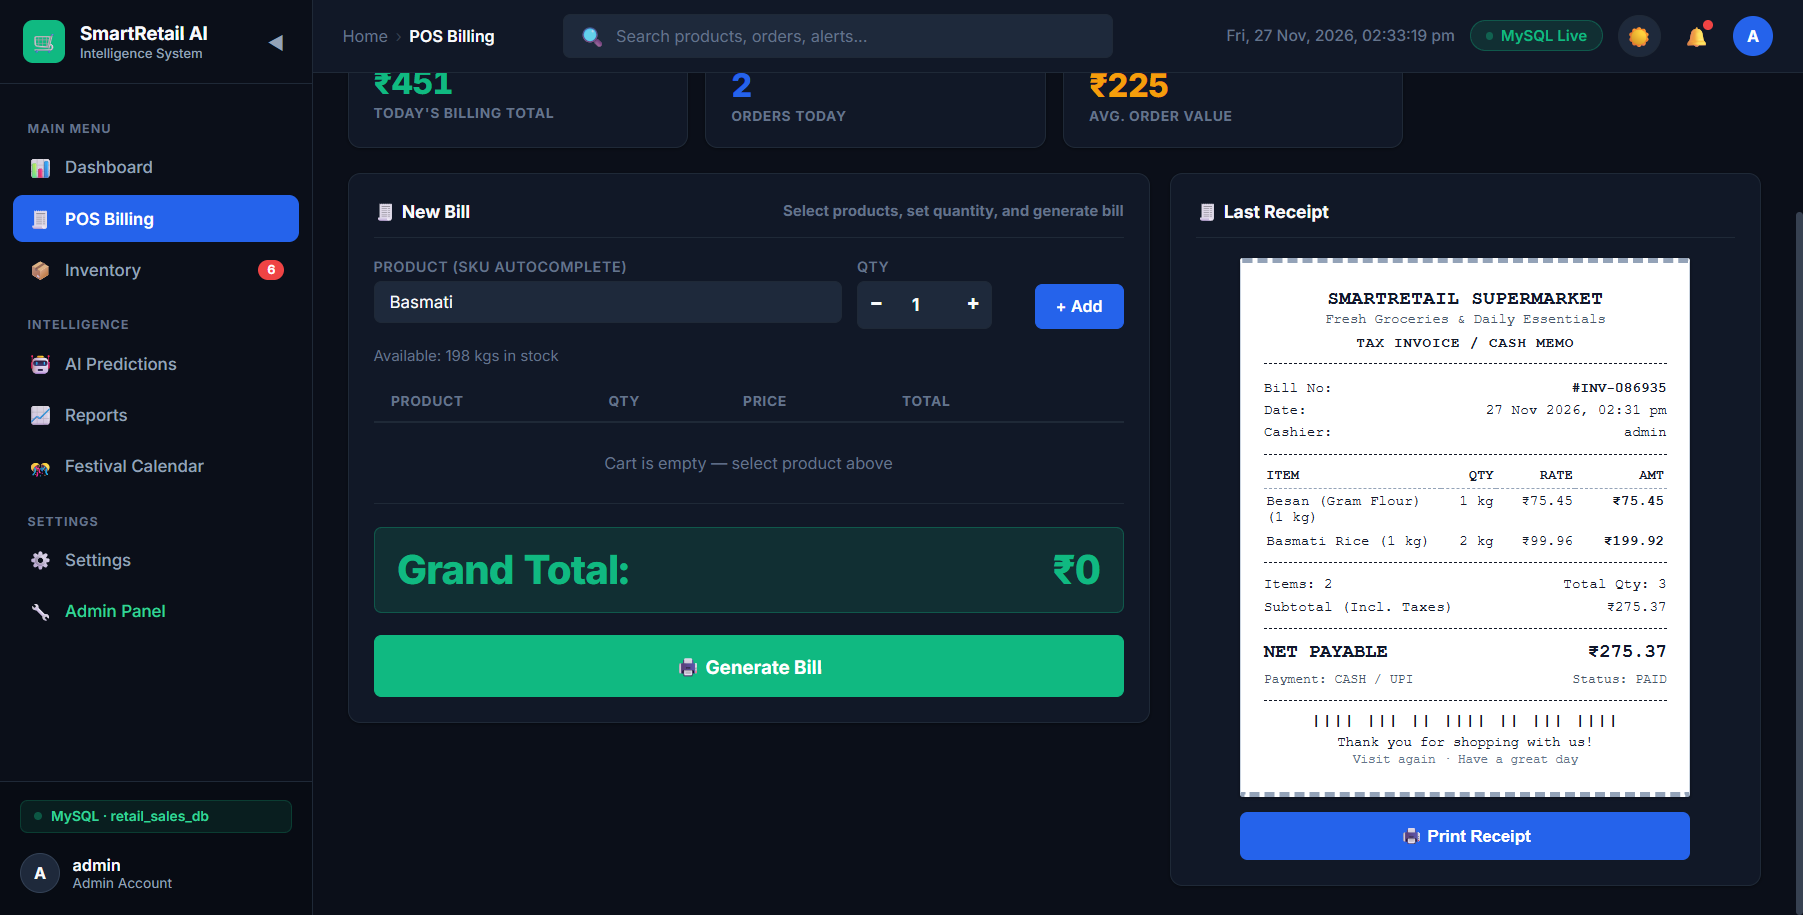 SmartRetail AI
Intelligence System
◀
MAIN MENU
Dashboard
POS Billing
Inventory
6
INTELLIGENCE
AI Predictions
Reports
Festival Calendar
SETTINGS
Settings
Admin Panel
MySQL · retail_sales_db
A
admin
Admin Account
Home › POS Billing
Search products, orders, alerts...
Fri, 27 Nov, 2026, 02:33:19 pm
MySQL Live
A
₹451
TODAY'S BILLING TOTAL
2
ORDERS TODAY
₹225
AVG. ORDER VALUE
New Bill
Select products, set quantity, and generate bill
PRODUCT (SKU AUTOCOMPLETE) QTY
Basmati − 1 + + Add
Available: 198 kgs in stock
PRODUCT QTY PRICE TOTAL
Cart is empty — select product above
Grand Total: ₹0
Generate Bill
Last Receipt
SMARTRETAIL SUPERMARKET
Fresh Groceries & Daily Essentials
TAX INVOICE / CASH MEMO
Bill No: #INV-086935
Date: 27 Nov 2026, 02:31 pm
Cashier: admin
ITEM QTY RATE AMT
Besan (Gram Flour) 1 kg ₹75.45 ₹75.45
(1 kg)
Basmati Rice (1 kg) 2 kg ₹99.96 ₹199.92
Items: 2 Total Qty: 3
Subtotal (Incl. Taxes) ₹275.37
NET PAYABLE ₹275.37
Payment: CASH / UPI Status: PAID
|||| ||| || |||| || ||| ||||
Thank you for shopping with us!
Visit again · Have a great day
Print Receipt